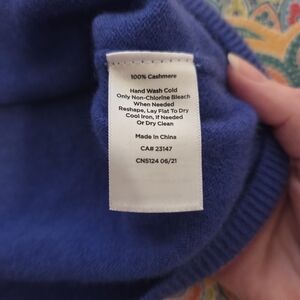 100% Cashmere
Hand Wash Cold
Only Non-Chlorine Bleach
When Needed
Reshape, Lay Flat To Dry
Cool Iron, If Needed
Or Dry Clean
Made in China
CA# 23147
CN5124 06/21